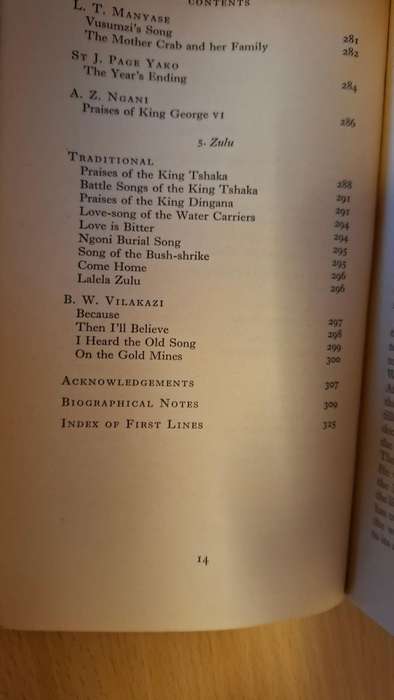 CONTENTS
L. T. MANYASE
Vusumzi's Song 281
The Mother Crab and her Family 282
ST J. PAGE YAKO
The Year's Ending 284
A. Z. NGANI
Praises of King George VI 286
5. Zulu
TRADITIONAL
Praises of the King Tshaka 288
Battle Songs of the King Tshaka 291
Praises of the King Dingana 291
Love-song of the Water Carriers 294
Love is Bitter 294
Ngoni Burial Song 295
Song of the Bush-shrike 295
Come Home 296
Lalela Zulu 296
B. W. VILAKAZI
Because 297
Then I'll Believe 298
I Heard the Old Song 299
On the Gold Mines 300
ACKNOWLEDGEMENTS 307
BIOGRAPHICAL NOTES 309
INDEX OF FIRST LINES 325
14